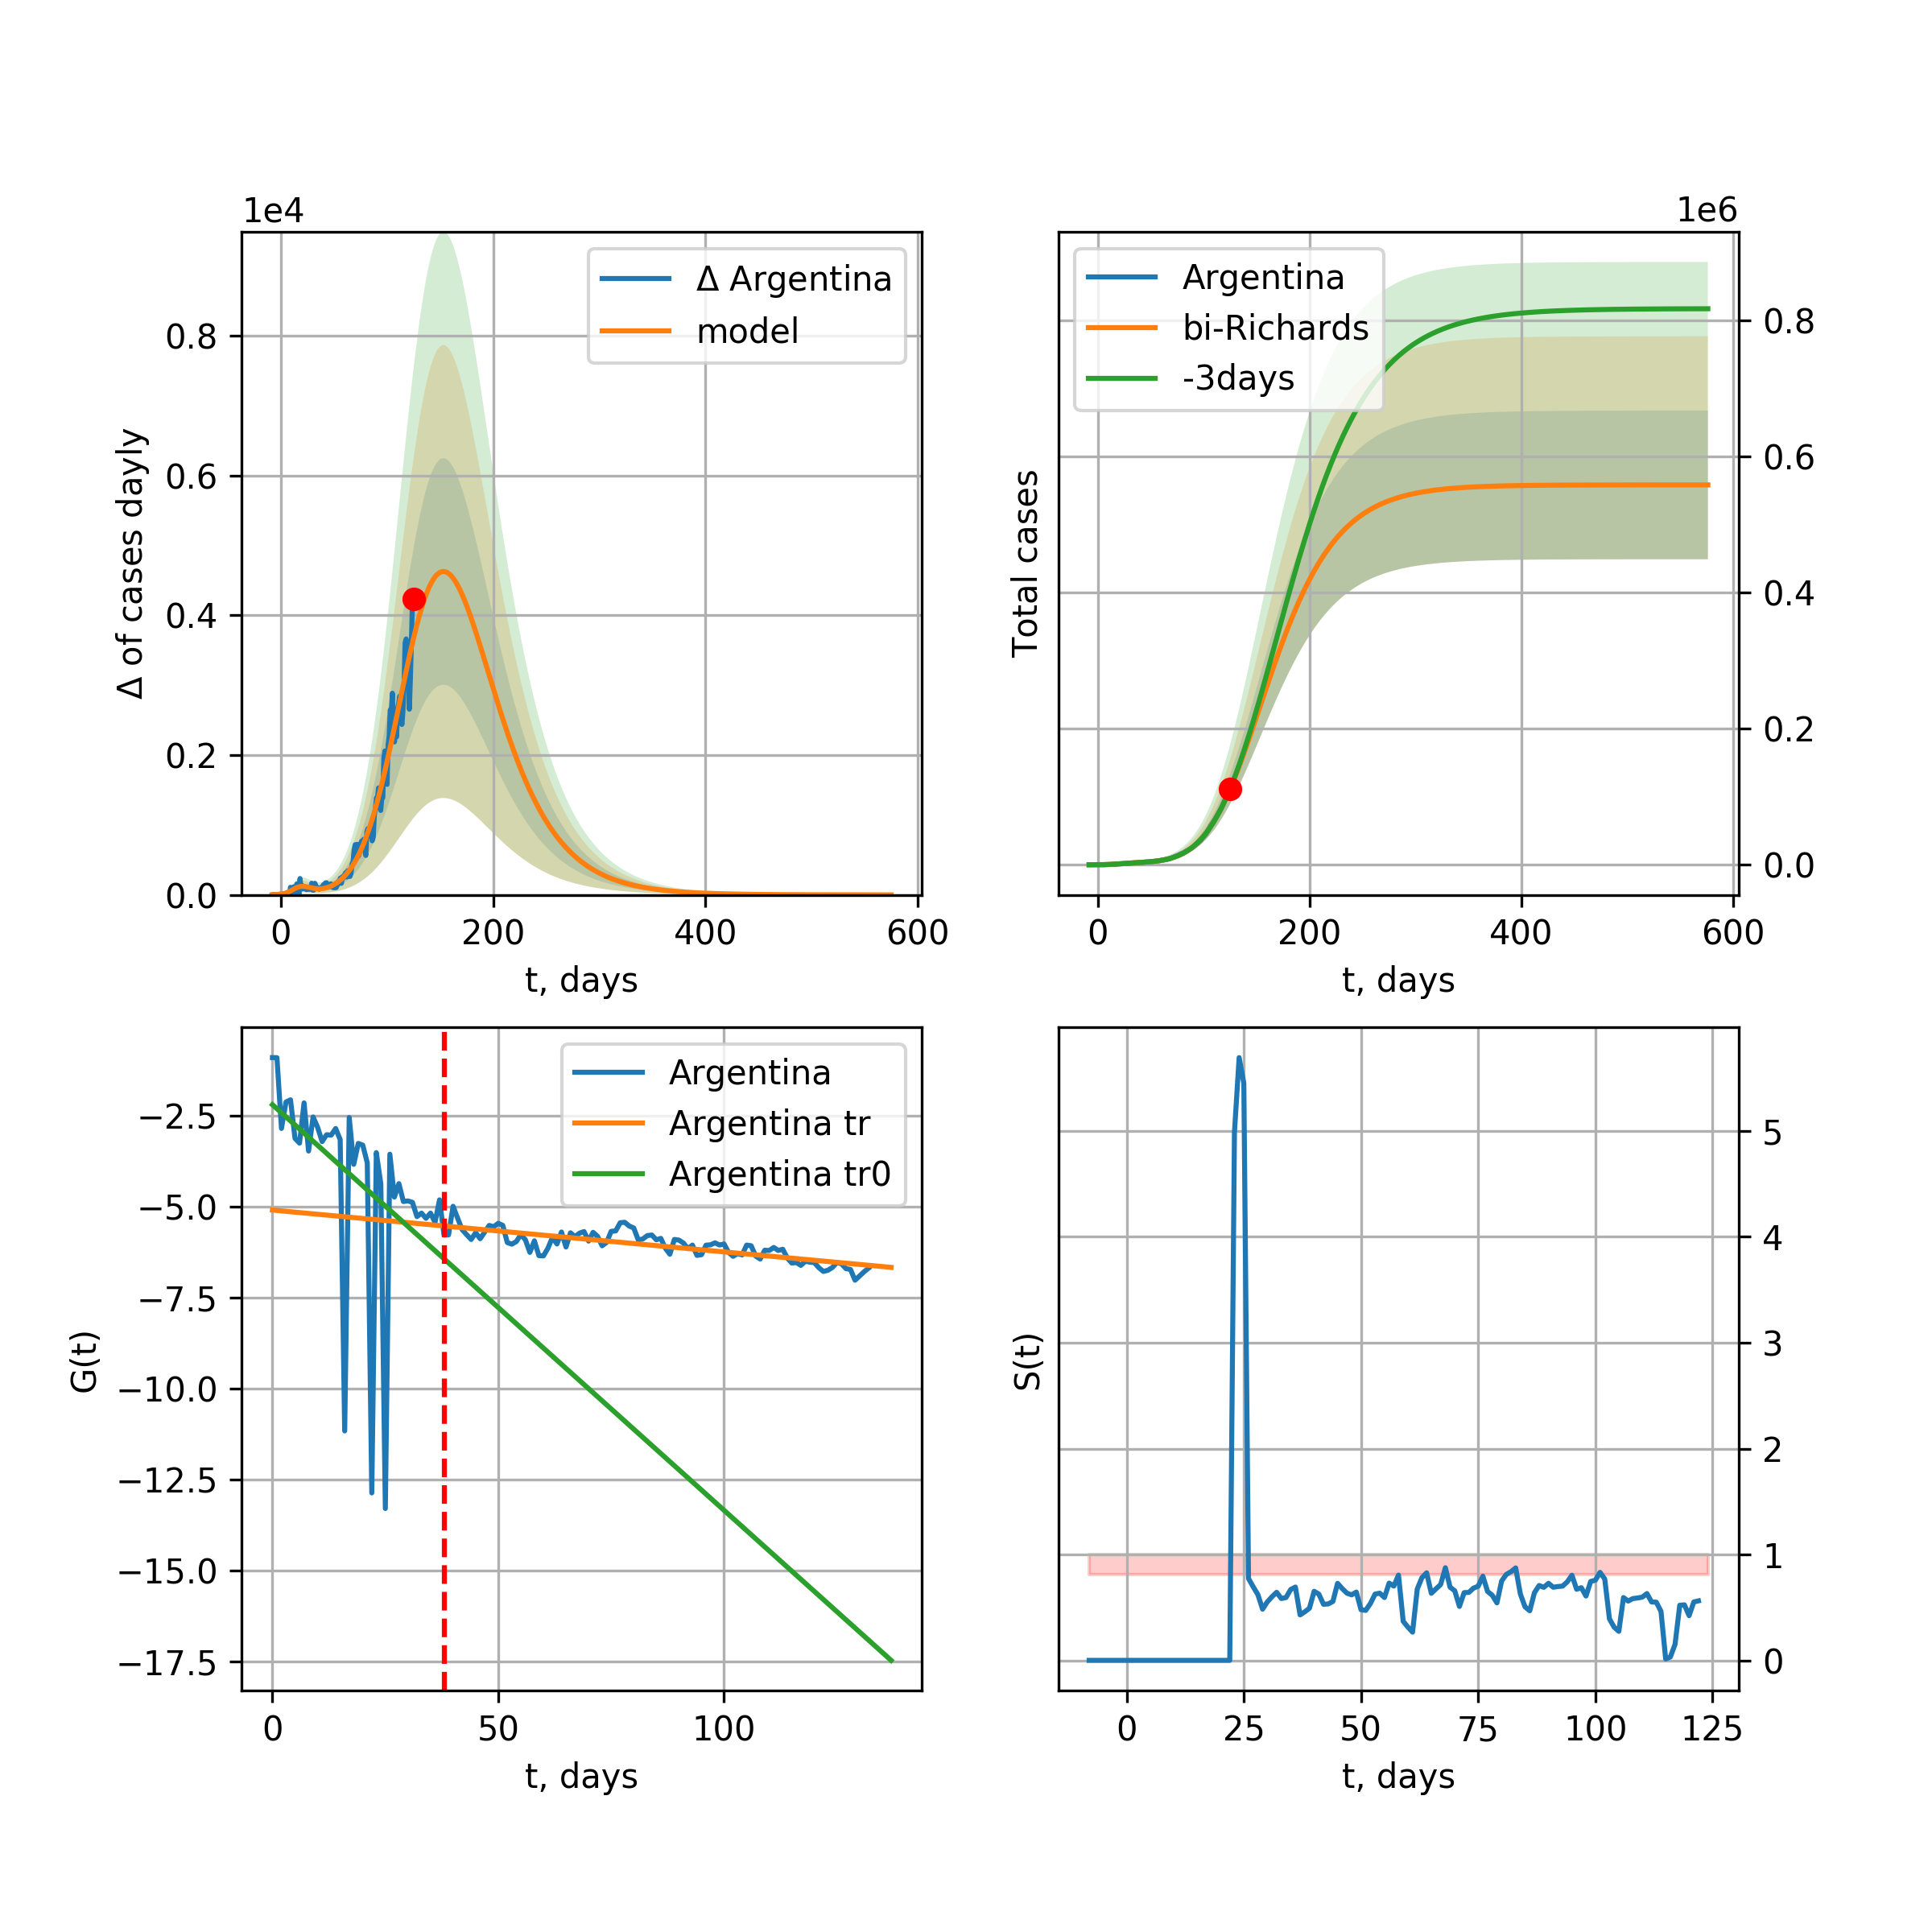 1e4
Δ of cases dayly
0.8
0.6
0.4
0.2
0.0
Δ Argentina
model
0 200 400 600
t, days
1e6
Total cases
Argentina
bi-Richards
-3days
0.8
0.6
0.4
0.2
0.0
0 200 400 600
t, days
G(t)
−2.5
−5.0
−7.5
−10.0
−12.5
−15.0
−17.5
Argentina
Argentina tr
Argentina tr0
0 50 100
t, days
S(t)
5
4
3
2
1
0
0 25 50 75 100 125
t, days